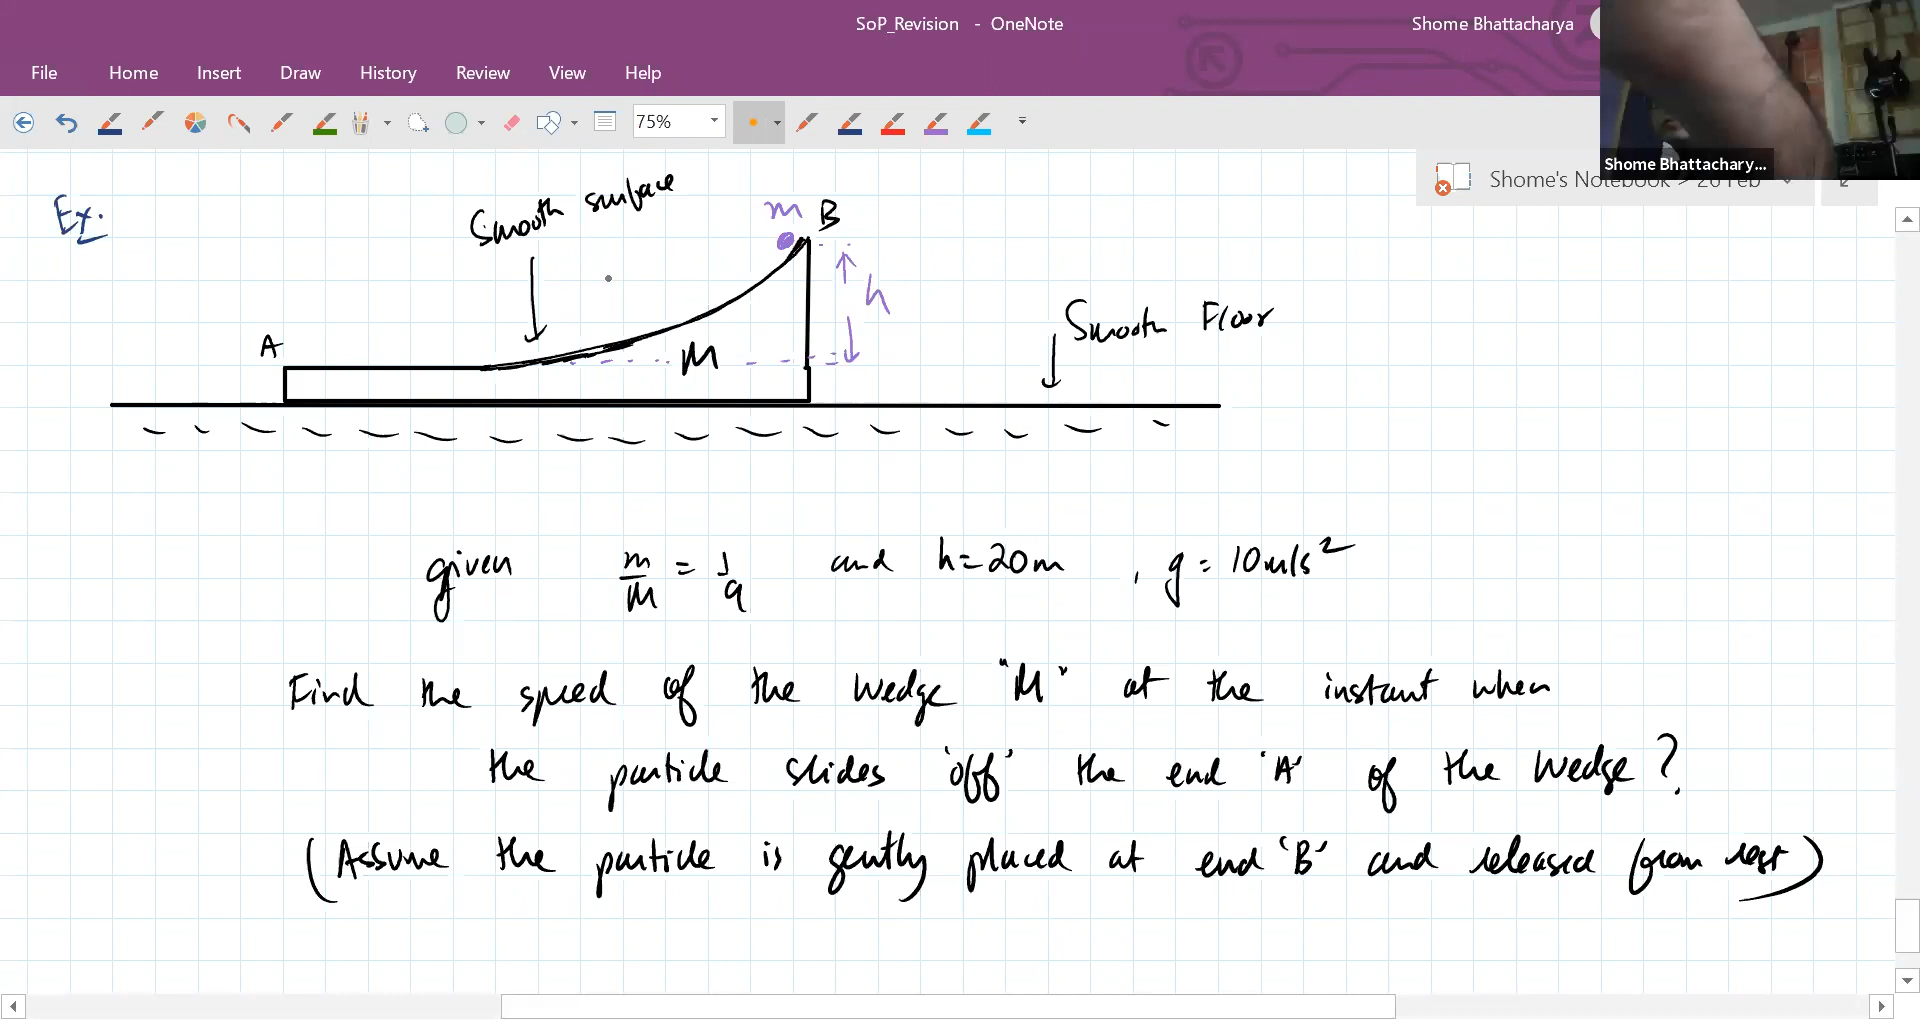 SoP_Revision - OneNote
Shome Bhattacharya
File Home Insert Draw History Review View Help
75%
Shome Bhattachary...
Shome's Notebook > 26 Feb
Ex.
Smooth surface
m B
h
A
M
Smooth Floor
given m/M = 1/9 and h=20m , g = 10m/s²
Find the speed of the wedge "M" at the instant when
the particle slides 'off' the end 'A' of the wedge?
(Assume the particle is gently placed at end 'B' and released from rest)